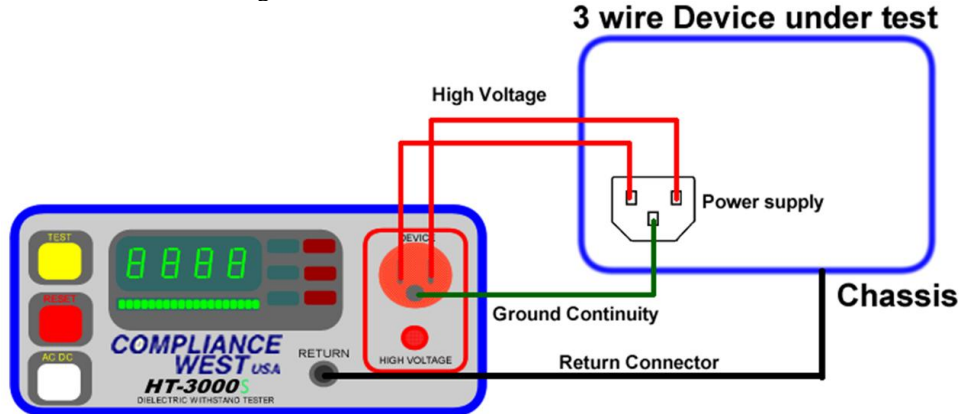 3 wire Device under test
High Voltage
Power supply
Chassis
Ground Continuity
Return Connector
TEST
RESET
AC DC
8888
COMPLIANCE
WEST USA
HT-3000S
DIELECTRIC WITHSTAND TESTER
RETURN
DEVICE
HIGH VOLTAGE